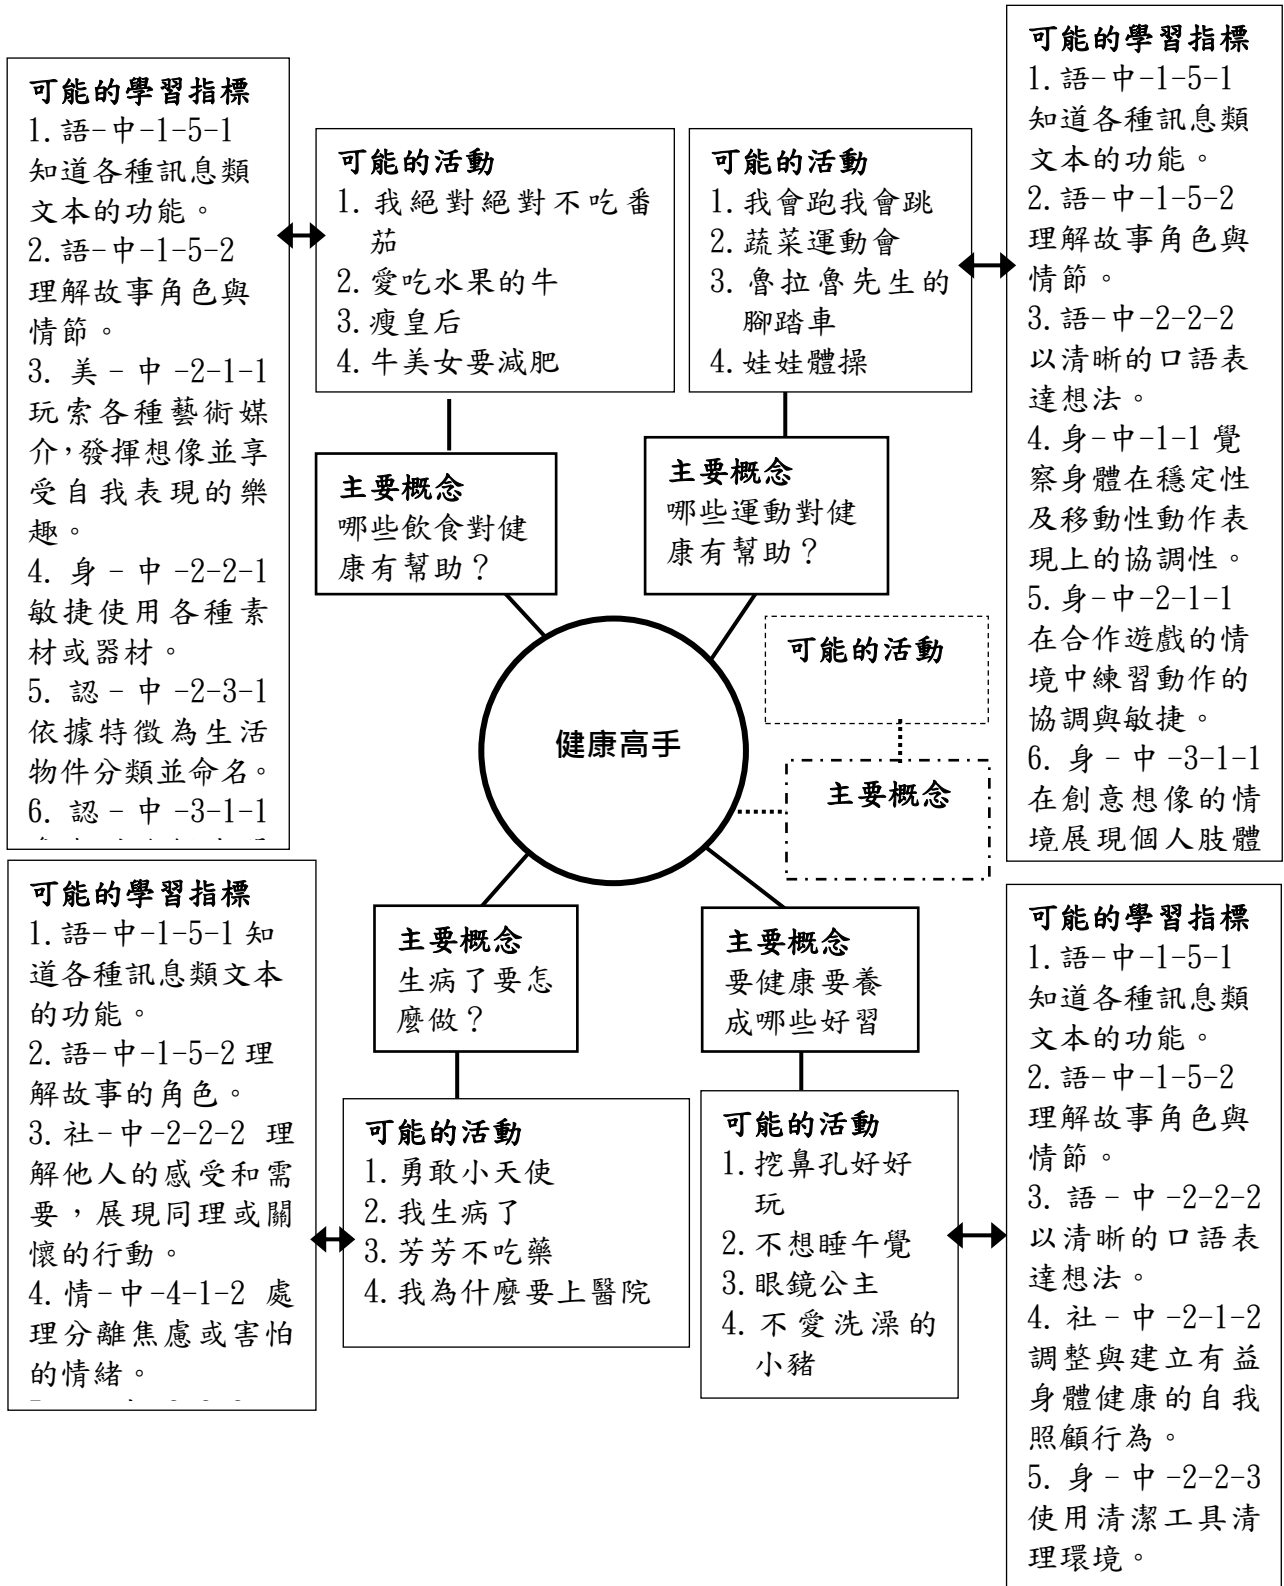 可能的學習指標
1.語-中-1-5-1
知道各種訊息類
文本的功能。
2.語-中-1-5-2
理解故事角色與
情節。
3. 美-中-2-1-1
玩索各種藝術媒
介，發揮想像並享
受自我表現的樂
趣。
4. 身-中-2-2-1
敏捷使用各種素
材或器材。
5. 認-中-2-3-1
依據特徵為生活
物件分類並命名。
6. 認-中-3-1-1
可能的活動
1. 我絕對絕對不吃番
茄
2. 愛吃水果的牛
3. 瘦皇后
4. 牛美女要減肥
可能的活動
1. 我會跑我會跳
2. 蔬菜運動會
3. 魯拉魯先生的
腳踏車
4. 娃娃體操
可能的學習指標
1.語-中-1-5-1
知道各種訊息類
文本的功能。
2.語-中-1-5-2
理解故事角色與
情節。
3.語-中-2-2-2
以清晰的口語表
達想法。
4.身-中-1-1 覺
察身體在穩定性
及移動性動作表
現上的協調性。
5.身-中-2-1-1
在合作遊戲的情
境中練習動作的
協調與敏捷。
6. 身-中-3-1-1
在創意想像的情
境展現個人肢體
主要概念
哪些飲食對健
康有幫助？
主要概念
哪些運動對健
康有幫助？
可能的活動
主要概念
健康高手
主要概念
生病了要怎
麼做？
主要概念
要健康要養
成哪些好習
可能的學習指標
1.語-中-1-5-1 知
道各種訊息類文本
的功能。
2.語-中-1-5-2 理
解故事的角色。
3.社-中-2-2-2 理
解他人的感受和需
要，展現同理或關
懷的行動。
4.情-中-4-1-2 處
理分離焦慮或害怕
的情緒。
可能的活動
1. 勇敢小天使
2. 我生病了
3. 芳芳不吃藥
4. 我為什麼要上醫院
可能的活動
1. 挖鼻孔好好
玩
2. 不想睡午覺
3. 眼鏡公主
4. 不愛洗澡的
小豬
可能的學習指標
1.語-中-1-5-1
知道各種訊息類
文本的功能。
2.語-中-1-5-2
理解故事角色與
情節。
3. 語-中-2-2-2
以清晰的口語表
達想法。
4. 社-中-2-1-2
調整與建立有益
身體健康的自我
照顧行為。
5. 身-中-2-2-3
使用清潔工具清
理環境。